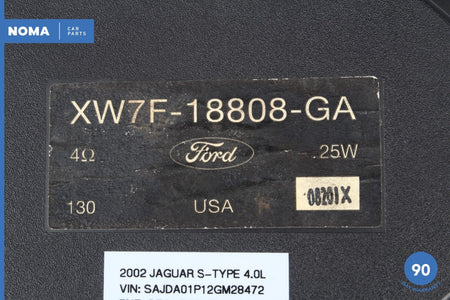 NOMA CAR PARTS
XW7F-18808-GA
4Ω Ford 25W
08201X
130 USA
2002 JAGUAR S-TYPE 4.0L
VIN: SAJDA01P12GM28472
90